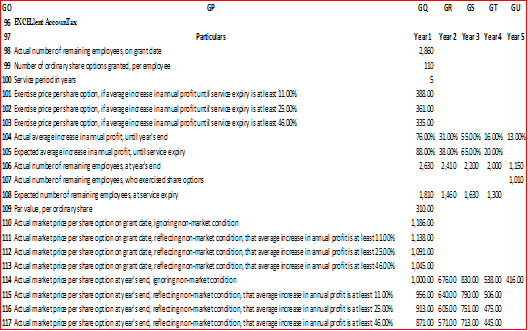 GO GP GQ GR GS GT GU
96 EXCELlent AccounTax
97 Particulars Year1 Year 2 Year 3 Year4 Year 5
98 Actual number of remaining employees, on grant date 2,860
99 Number of ordinary share options granted, per employee 110
100 Service period in years 5
101 Exercise price per share option, if average increase in annual profit until service expiry is at least 11.00% 388.00
102 Exercise price per share option, if average increase in annual profit until service expiry is at least 25.00% 361.00
103 Exercise price per share option, if average increase in annual profit until service expiry is at least 46.00% 335.00
104 Actual average increase in annual profit, until year's end 76.00% 31.00% 55.00% 16.00% 13.00%
105 Expected average increase in annual profit, until service expiry 88.00% 38.00% 65.00% 20.00%
106 Actual number of remaining employees, at year's end 2,630 2,410 2,200 2,000 1,150
107 Actual number of remaining employees, who exercised share options 1,010
108 Expected number of remaining employees, at service expiry 1,810 1,460 1,630 1,300
109 Par value, per ordinary share 310.00
110 Actual market price per share option on grant date, ignoring non-market condition 1,186.00
111 Actual market price per share option on grant date, reflecting non-market condition, that average increase in annual profit is at least 11.00% 1,138.00
112 Actual market price per share option on grant date, reflecting non-market condition, that average increase in annual profit is at least 25.00% 1,091.00
113 Actual market price per share option on grant date, reflecting non-market condition, that average increase in annual profit is at least 46.00% 1,045.00
114 Actual market price per share option at year's end, ignoring non-market condition 1,000.00 676.00 830.00 538.00 416.00
115 Actual market price per share option at year's end, reflecting non-market condition, that average increase in annual profit is at least 11.00% 956.00 640.00 790.00 506.00
116 Actual market price per share option at year's end, reflecting non-market condition, that average increase in annual profit is at least 25.00% 913.00 605.00 751.00 475.00
117 Actual market price per share option at year's end, reflecting non-market condition, that average increase in annual profit is at least 46.00% 871.00 571.00 713.00 445.00